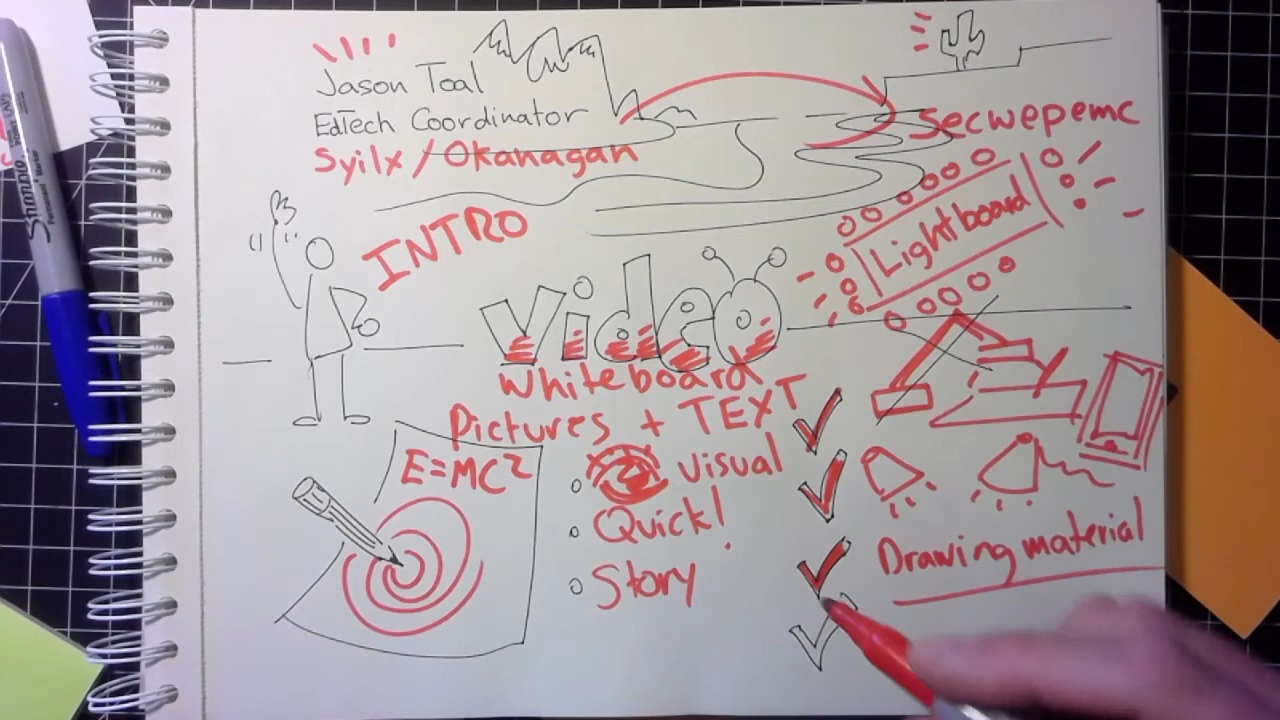 Jason Toal
EdTech Coordinator
Syilx / Okanagan
Secwepemc
INTRO
Lightboard
Video
Whiteboard
Pictures + TEXT
E=MC2
visual
Quick!
Story
Drawing material
Sharpie